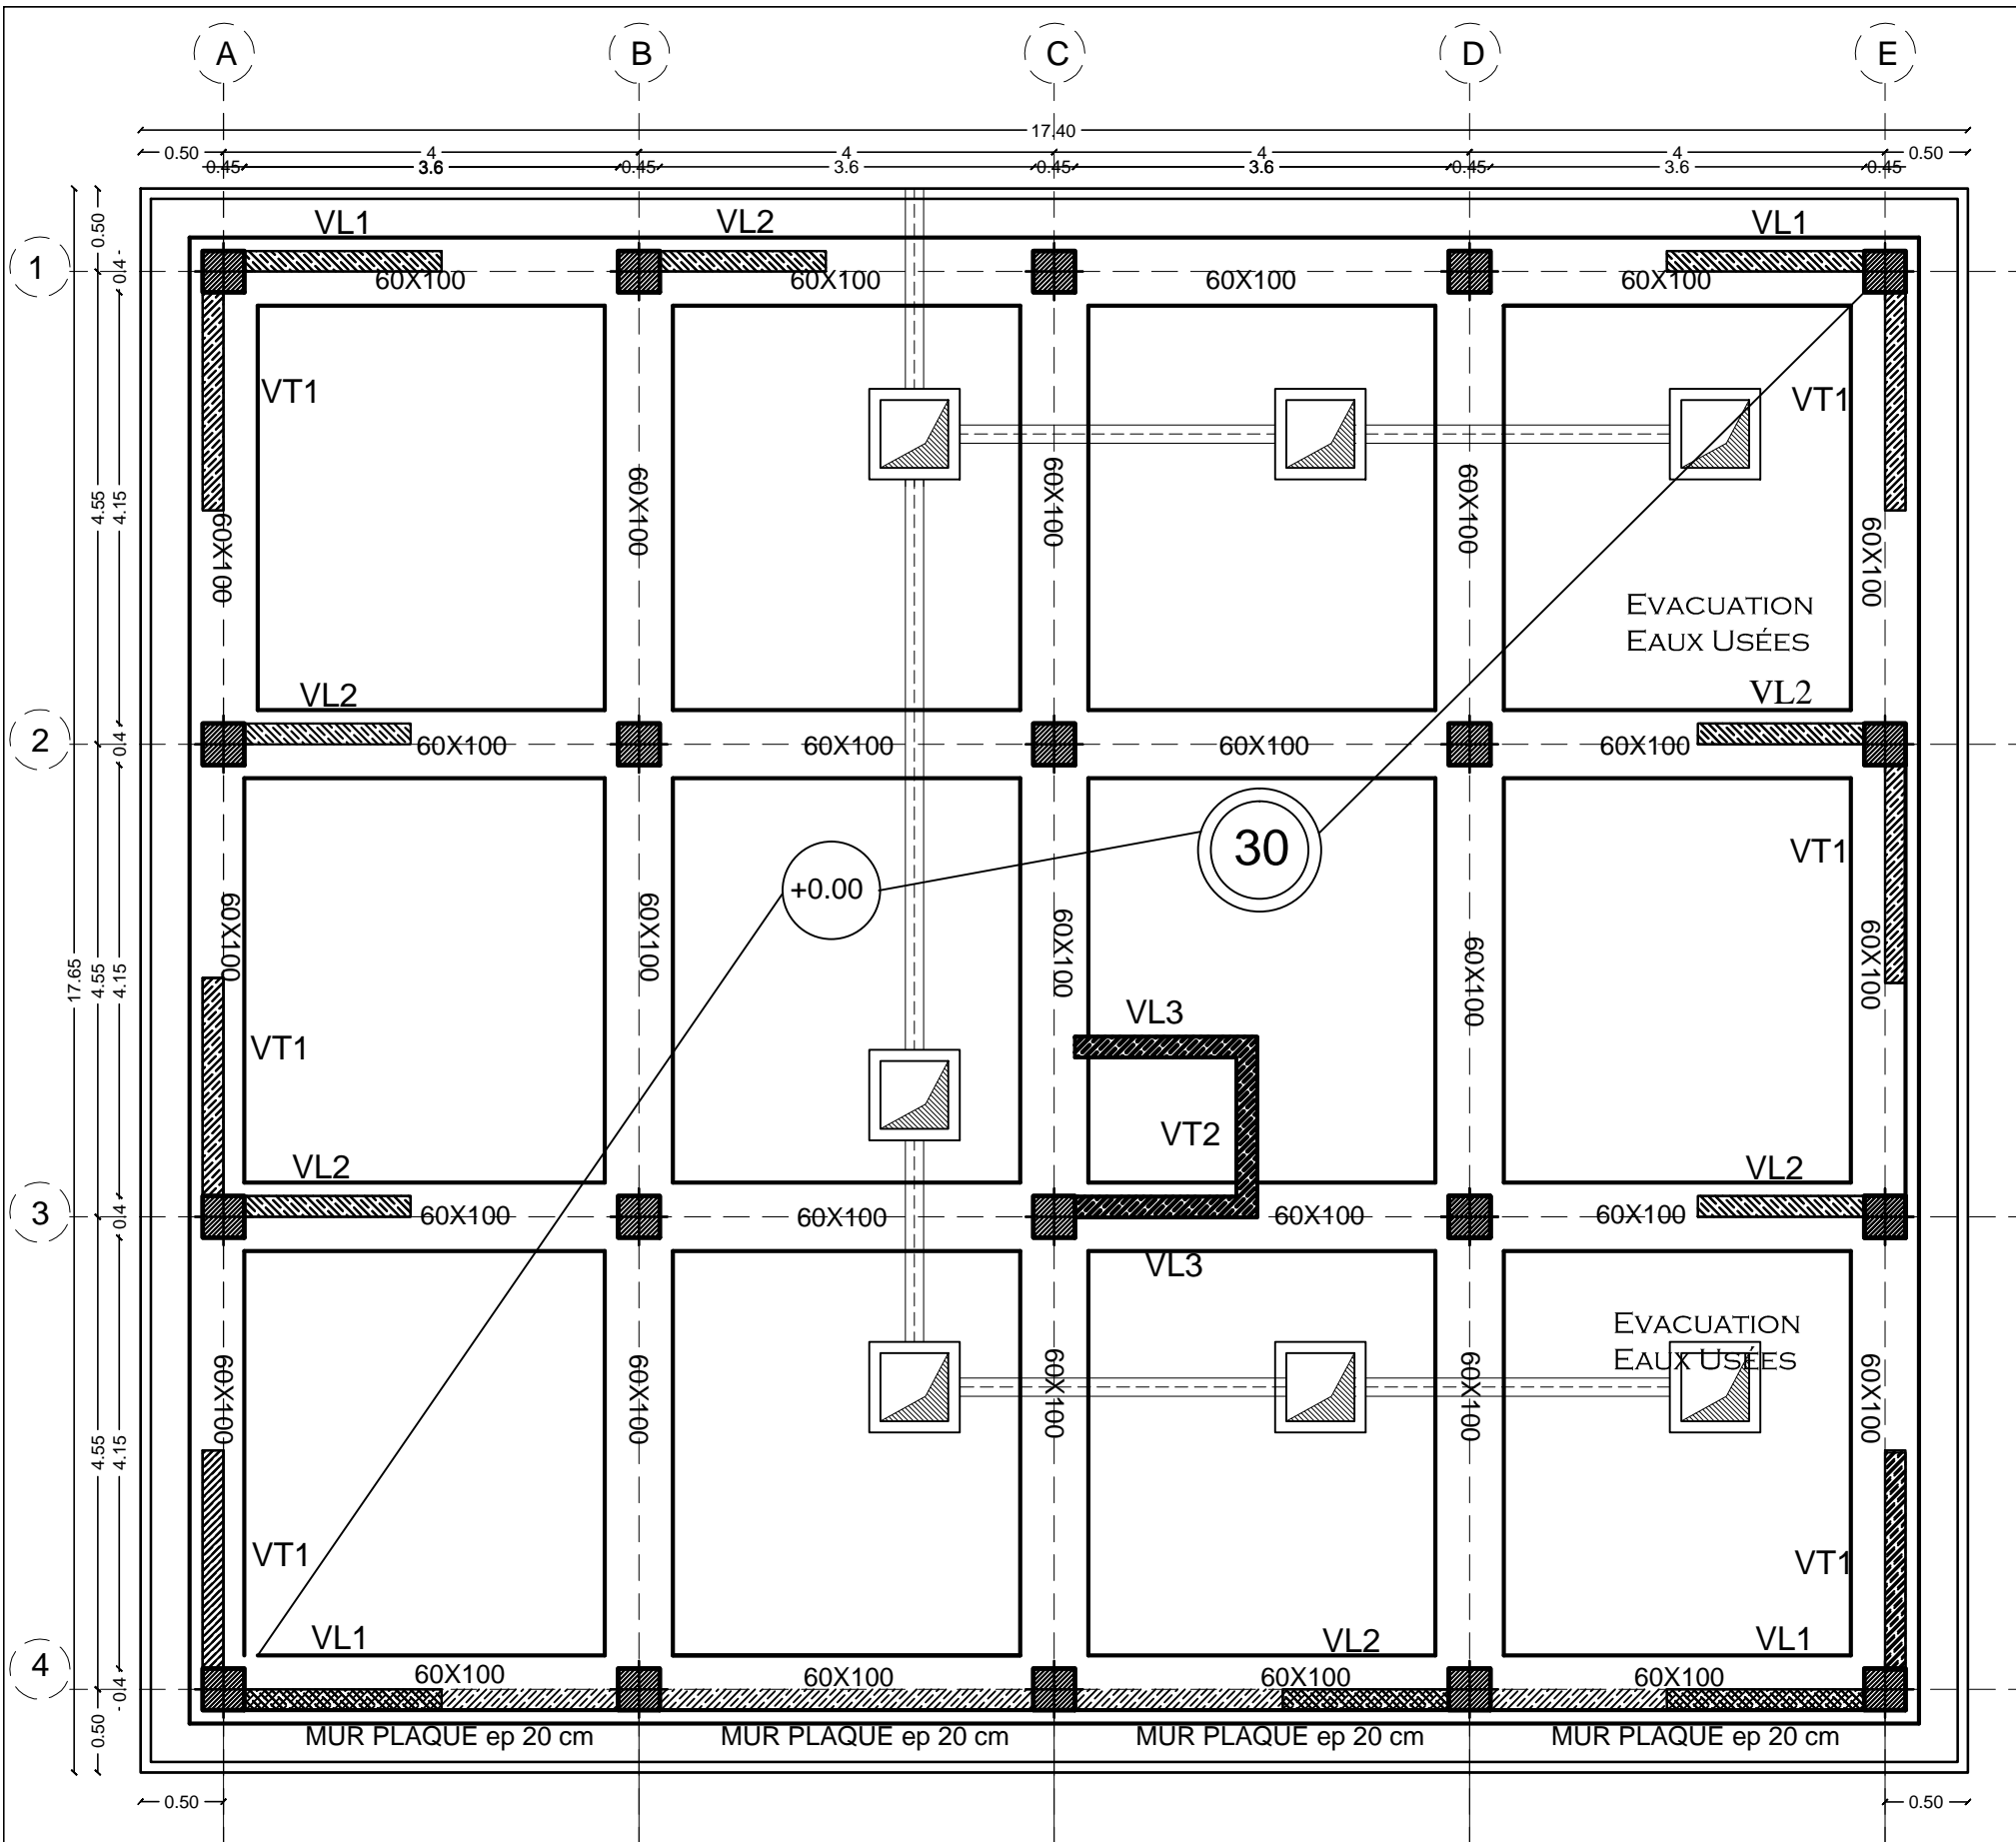 A B C D E
17.40
0.50 4 4 4 4 0.50
0.45 3.6 0.45 3.6 0.45 3.6 0.45 3.6 0.45
0.50
VL1 VL2 VL1
1
0.4
60X100 60X100 60X100 60X100
VT1 VT1
4.55 4.15
60X100 60X100 60X100 60X100 60X100
EVACUATION
EAUX USÉES
VL2 VL2
2
0.4
60X100 60X100 60X100 60X100
30
VT1
+0.00
17.65
4.55 4.15
60X100 60X100 60X100 60X100 60X100
VL3
VT1
VT2
VL2 VL2
3
0.4
60X100 60X100 60X100 60X100
VL3
EVACUATION
EAUX USÉES
60X100 60X100 60X100 60X100 60X100
4.55 4.15
VT1 VT1
VL1 VL2 VL1
4
0.4
60X100 60X100 60X100 60X100
0.50
MUR PLAQUE ep 20 cm MUR PLAQUE ep 20 cm MUR PLAQUE ep 20 cm MUR PLAQUE ep 20 cm
0.50 0.50